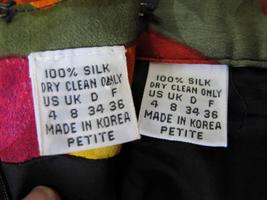 100% SILK
DRY CLEAN ONLY
US UK D F
4 8 34 36
MADE IN KOREA
PETITE
100% SILK
DRY CLEAN ONLY
US UK D F
4 8 34 36
MADE IN KOREA
PETITE